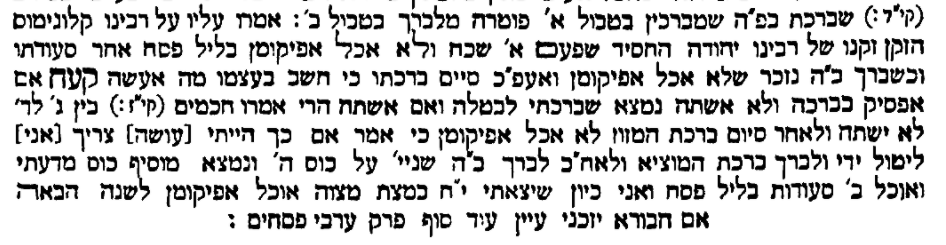 (קי״ד:) שברכת בפ״ה שמברכין בטבול א׳ פוטרה מלברך בטבול ב׳: אמרו עליו על רבינו קלונימוס
הזקן זקנו של רבינו יהודה החסיד שפעם א׳ שכח ולא אכל אפיקומן בליל פסח אחר סעודתו
וכשברך ב״ה נזכר שלא אכל אפיקומן ואעפ״כ סיים ברכתו כי חשב בעצמו מה אעשה קעח אם
אפסיק בברכה ולא אשתה נמצא שברכתי לבטלה ואם אשתה הרי אמרו חכמים (קי״ז:) בין ג׳ לד׳
לא ישתה ולאחר סיום ברכת המזון לא אכל אפיקומן כי אמר אם כך הייתי [עושה] צריך [אני]
ליטול ידי ולברך ברכת המוציא ולאח״כ לברך ב״ה שניי׳ על כוס ה׳ ונמצא מוסיף כוס מדעתי
ואוכל ב׳ סעודות בליל פסח ואני כיון שיצאתי י״ח במצת מצוה אוכל אפיקומן לשנה הבאה
אם הבורא יזכני עיין עוד סוף פרק ערבי פסחים :